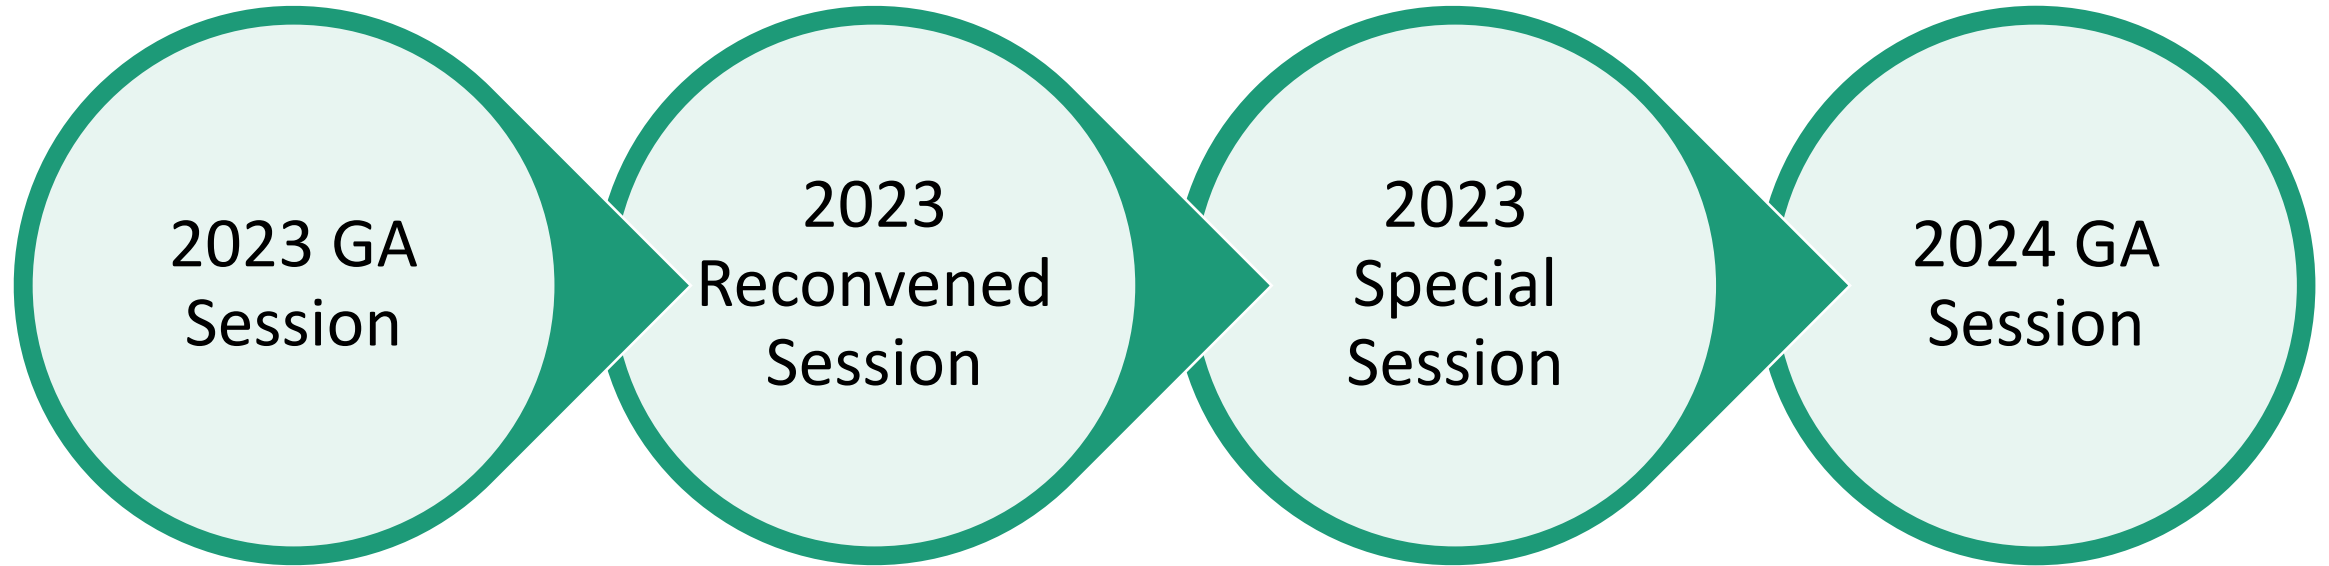 2023 GA
Session
2023
Reconvened
Session
2023
Special
Session
2024 GA
Session